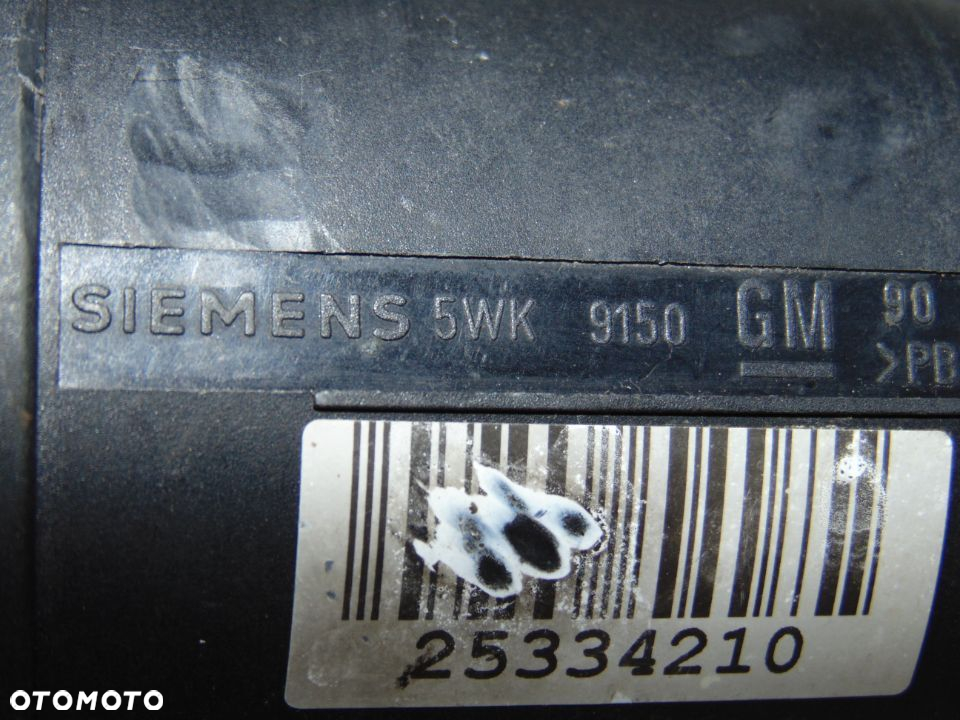 SIEMENS 5WK 9150 GM 90
>PB
25334210
OTOMOTO